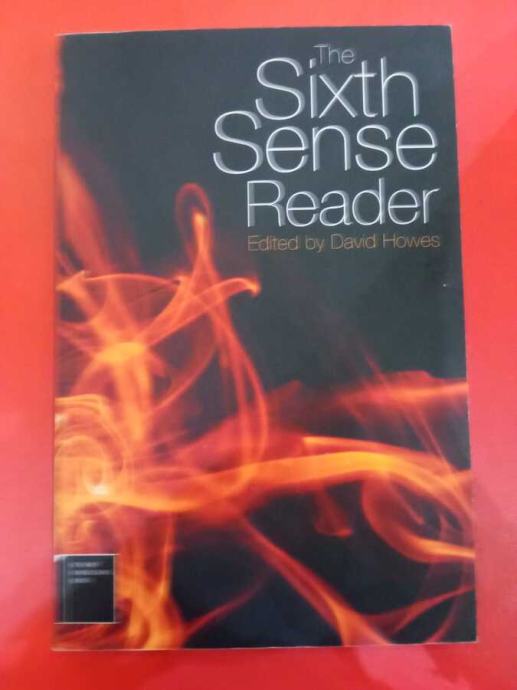 The
Sixth
Sense
Reader
Edited by David Howes